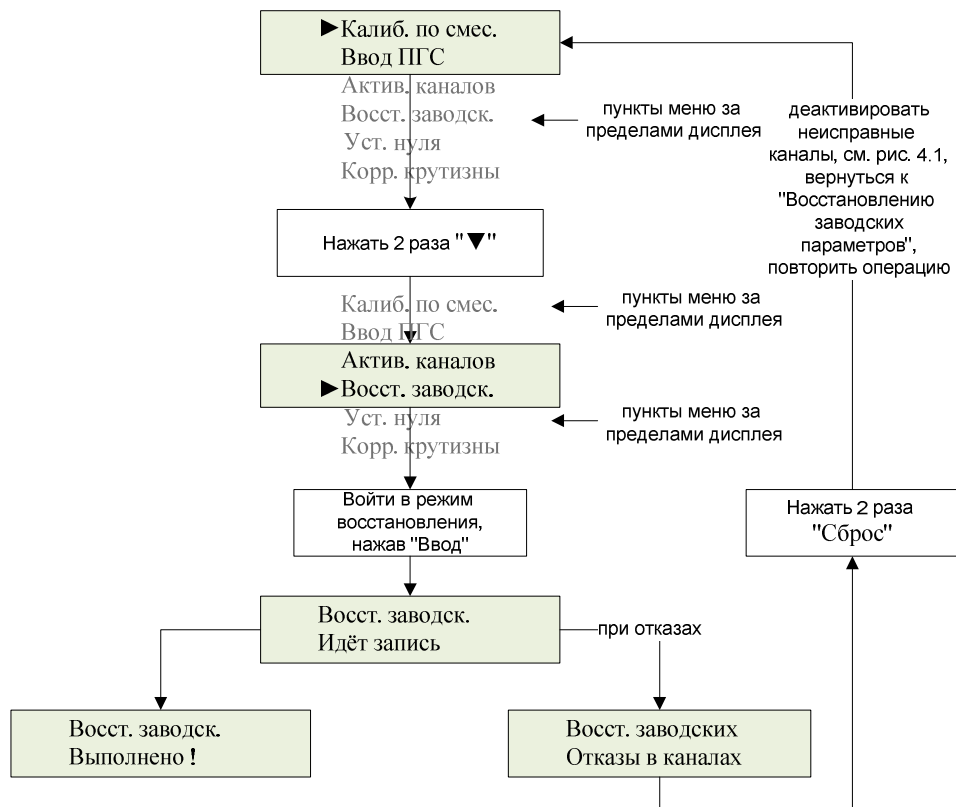 ►Калиб. по смес.
Ввод ПГС
Актив. каналов
Восст. заводск.
Уст. нуля
Корр. крутизны
пункты меню за
пределами дисплея
деактивировать
неисправные
каналы, см. рис. 4.1,
вернуться к
"Восстановлению
заводских
параметров",
повторить операцию
Нажать 2 раза "▼"
Калиб. по смес.
Ввод ПГС
пункты меню за
пределами дисплея
Актив. каналов
►Восст. заводск.
Уст. нуля
Корр. крутизны
пункты меню за
пределами дисплея
Войти в режим
восстановления,
нажав "Ввод"
Нажать 2 раза
"Сброс"
Восст. заводск.
Идёт запись
при отказах
Восст. заводск.
Выполнено !
Восст. заводских
Отказы в каналах